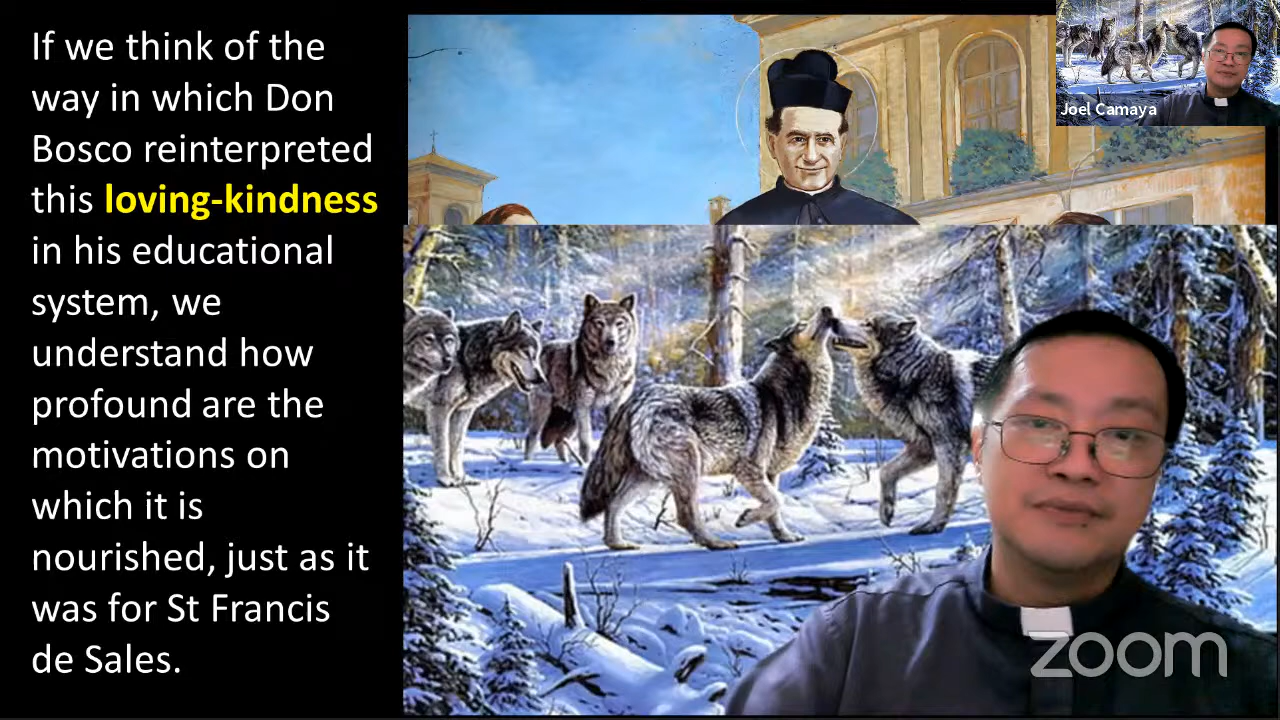 If we think of the
way in which Don
Bosco reinterpreted
this loving-kindness
in his educational
system, we
understand how
profound are the
motivations on
which it is
nourished, just as it
was for St Francis
de Sales.
Joel Camaya
zoom